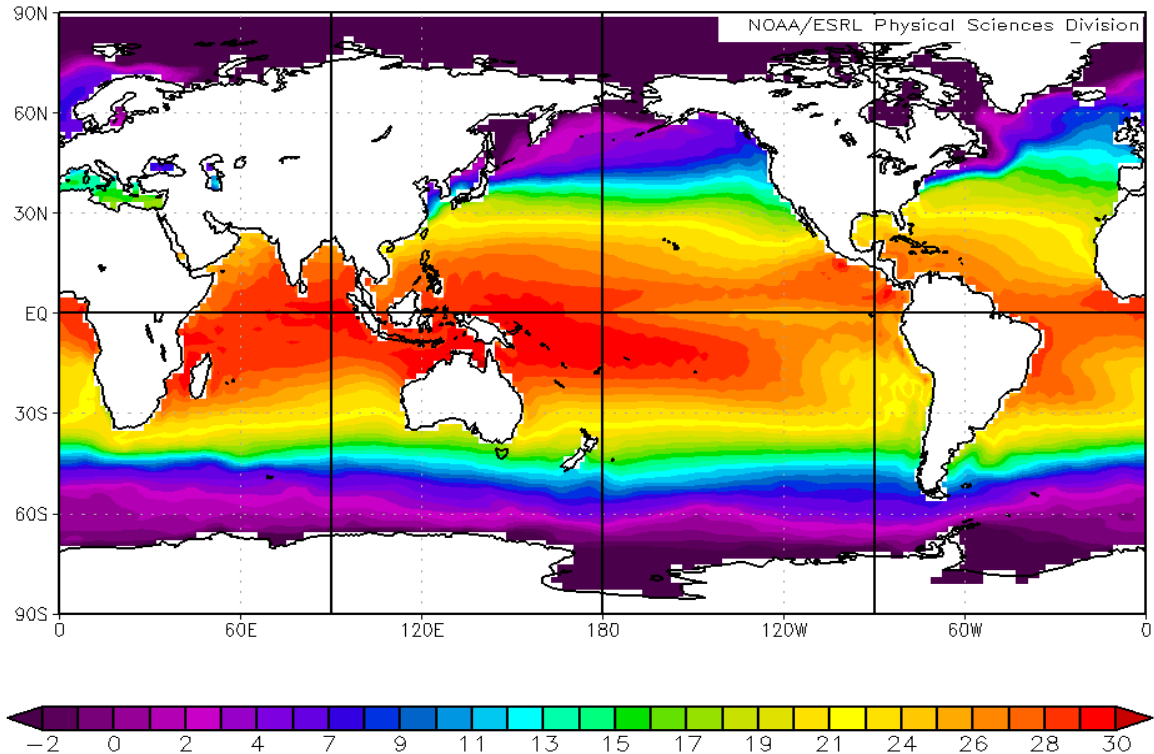 90N
NOAA/ESRL Physical Sciences Division
60N
30N
EQ
30S
60S
90S
0 60E 120E 180 120W 60W 0
−2 0 2 4 7 9 11 13 15 17 19 21 24 26 28 30